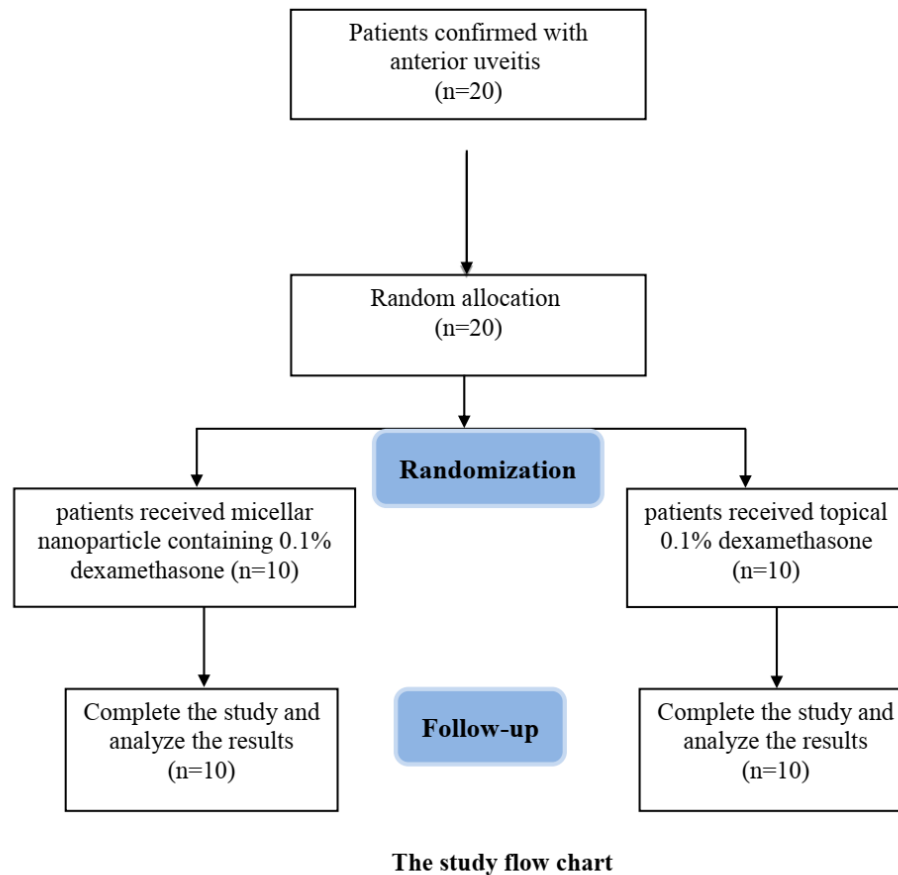 Patients confirmed with
anterior uveitis
(n=20)
Random allocation
(n=20)
Randomization
patients received micellar
nanoparticle containing 0.1%
dexamethasone (n=10)
patients received topical
0.1% dexamethasone
(n=10)
Complete the study and
analyze the results
(n=10)
Follow-up
Complete the study and
analyze the results
(n=10)
The study flow chart